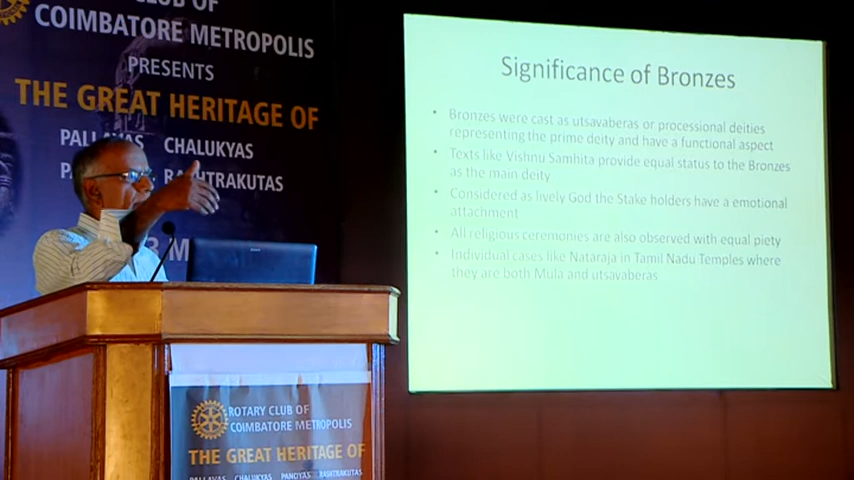 CLUB OF
COIMBATORE METROPOLIS
PRESENTS
THE GREAT HERITAGE OF
PALLAVAS CHALUKYAS
RASHTRAKUTAS
Significance of Bronzes
• Bronzes were cast as utsavaberas or processional deities
representing the prime deity and have a functional aspect
• Texts like Vishnu Samhita provide equal status to the Bronzes
as the main deity
• Considered as lively God the Stake holders have a emotional
attachment
• All religious ceremonies are also observed with equal piety
• Individual cases like Nataraja in Tamil Nadu Temples where
they are both Mula and utsavaberas
ROTARY CLUB OF
COIMBATORE METROPOLIS
THE GREAT HERITAGE OF
PALLAVAS CHALUKYAS PANDYAS RASHTRAKUTAS